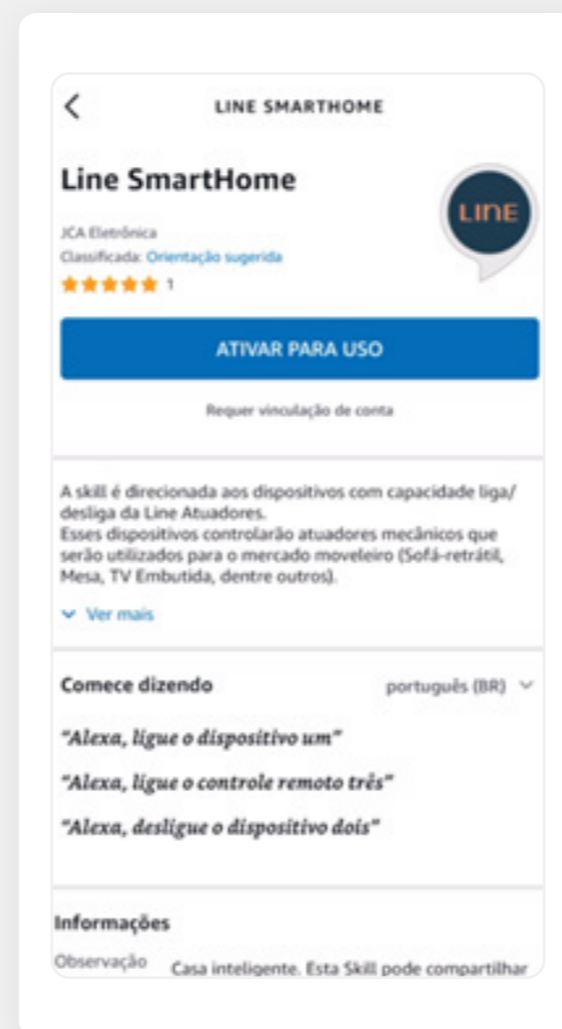 LINE SMARTHOME
Line SmartHome
LINE
JCA Eletrônica
Classificada: Orientação sugerida
1
ATIVAR PARA USO
Requer vinculação de conta
A skill é direcionada aos dispositivos com capacidade liga/
desliga da Line Atuadores.
Esses dispositivos controlarão atuadores mecânicos que
serão utilizados para o mercado moveleiro (Sofá-retrátil,
Mesa, TV Embutida, dentre outros).
Ver mais
Comece dizendo português (BR)
"Alexa, ligue o dispositivo um"
"Alexa, ligue o controle remoto três"
"Alexa, desligue o dispositivo dois"
Informações
Observação Casa inteligente. Esta Skill pode compartilhar